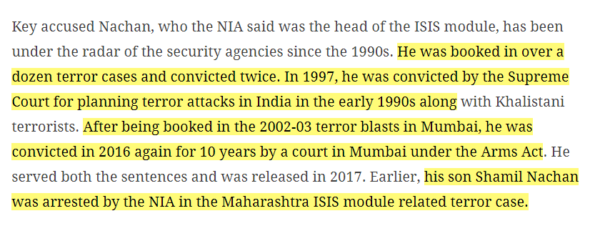 Key accused Nachan, who the NIA said was the head of the ISIS module, has been
under the radar of the security agencies since the 1990s. He was booked in over a
dozen terror cases and convicted twice. In 1997, he was convicted by the Supreme
Court for planning terror attacks in India in the early 1990s along with Khalistani
terrorists. After being booked in the 2002-03 terror blasts in Mumbai, he was
convicted in 2016 again for 10 years by a court in Mumbai under the Arms Act. He
served both the sentences and was released in 2017. Earlier, his son Shamil Nachan
was arrested by the NIA in the Maharashtra ISIS module related terror case.